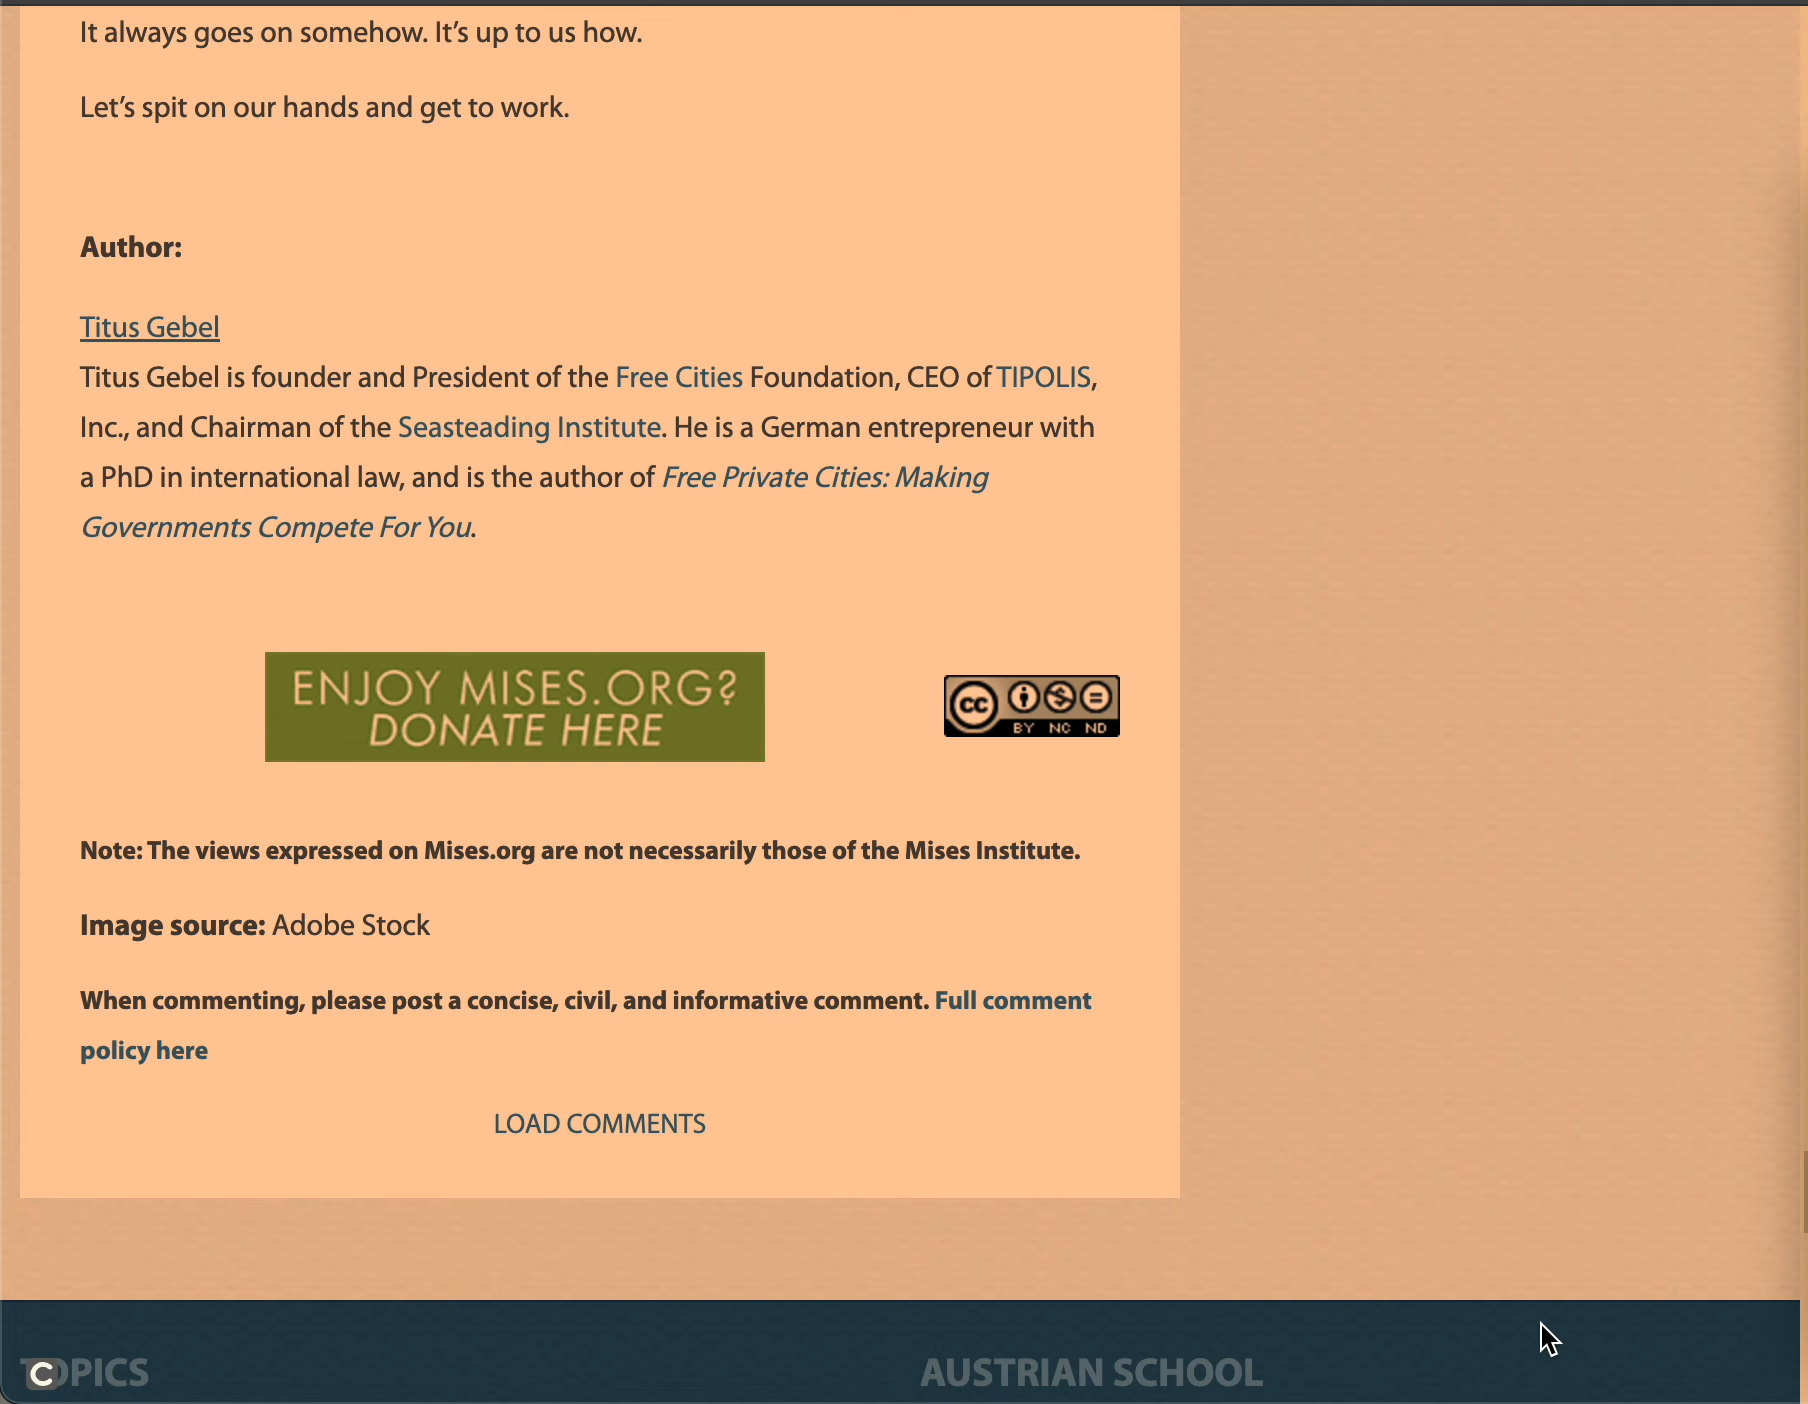 It always goes on somehow. It’s up to us how.
Let’s spit on our hands and get to work.
Author:
Titus Gebel
Titus Gebel is founder and President of the Free Cities Foundation, CEO of TIPOLIS,
Inc., and Chairman of the Seasteading Institute. He is a German entrepreneur with
a PhD in international law, and is the author of Free Private Cities: Making
Governments Compete For You.
ENJOY MISES.ORG?
DONATE HERE
cc
BY NC ND
Note: The views expressed on Mises.org are not necessarily those of the Mises Institute.
Image source: Adobe Stock
When commenting, please post a concise, civil, and informative comment. Full comment
policy here
LOAD COMMENTS
TOPICS
C
AUSTRIAN SCHOOL